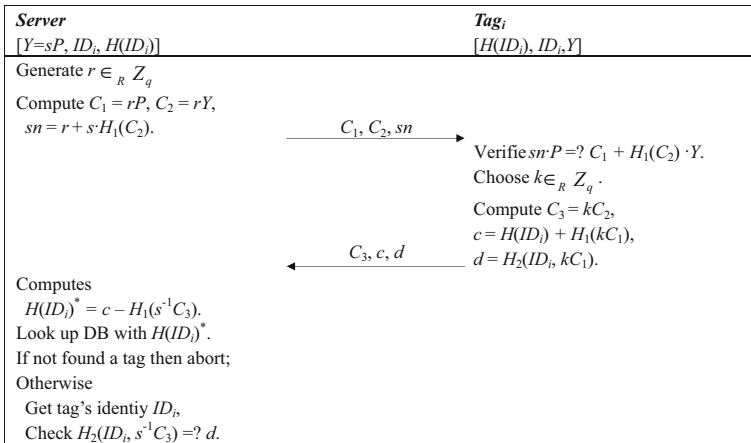 Server Tagᵢ
[Y=sP, IDᵢ, H(IDᵢ)] [H(IDᵢ), IDᵢ,Y]
Generate r ∈ R Z_q
Compute C₁ = rP, C₂ = rY,
sn = r + s·H₁(C₂).
C₁, C₂, sn
Verifie sn·P =? C₁ + H₁(C₂) ·Y.
Choose k∈ R Z_q .
Compute C₃ = kC₂,
c = H(IDᵢ) + H₁(kC₁),
C₃, c, d
d = H₂(IDᵢ, kC₁).
Computes
H(IDᵢ)* = c – H₁(s⁻¹C₃).
Look up DB with H(IDᵢ)*.
If not found a tag then abort;
Otherwise
Get tag's identiy IDᵢ,
Check H₂(IDᵢ, s⁻¹C₃) =? d.